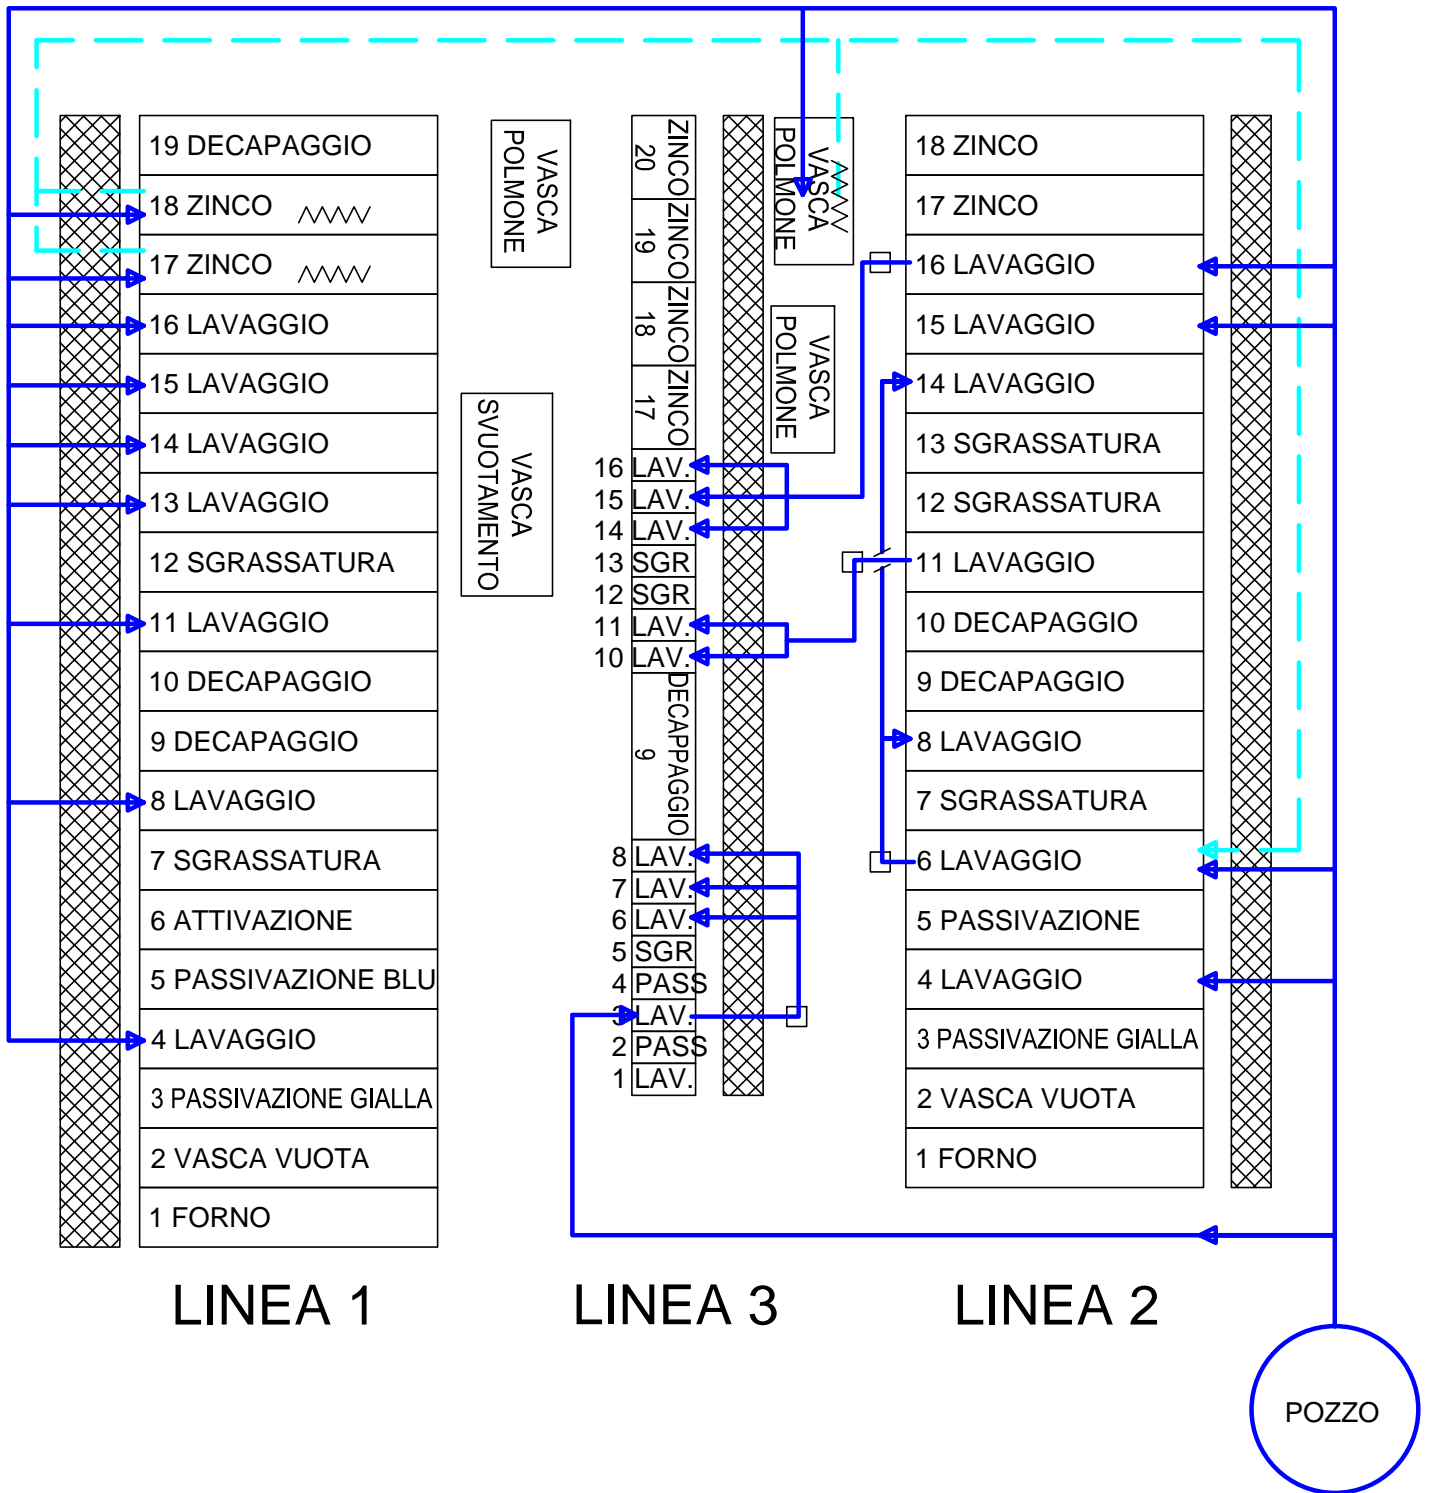 19 DECAPAGGIO
18 ZINCO
17 ZINCO
16 LAVAGGIO
15 LAVAGGIO
14 LAVAGGIO
13 LAVAGGIO
12 SGRASSATURA
11 LAVAGGIO
10 DECAPAGGIO
9 DECAPAGGIO
8 LAVAGGIO
7 SGRASSATURA
6 ATTIVAZIONE
5 PASSIVAZIONE BLU
4 LAVAGGIO
3 PASSIVAZIONE GIALLA
2 VASCA VUOTA
1 FORNO
LINEA 1
VASCA
POLMONE
VASCA
SVUOTAMENTO
ZINCO
20
ZINCO
19
ZINCO
18
ZINCO
17
16 LAV.
15 LAV.
14 LAV.
13 SGR
12 SGR
11 LAV.
10 LAV.
DECAPPAGGIO
9
8 LAV.
7 LAV.
6 LAV.
5 SGR
4 PASS
3 LAV.
2 PASS
1 LAV.
LINEA 3
VASCA
POLMONE
VASCA
POLMONE
18 ZINCO
17 ZINCO
16 LAVAGGIO
15 LAVAGGIO
14 LAVAGGIO
13 SGRASSATURA
12 SGRASSATURA
11 LAVAGGIO
10 DECAPAGGIO
9 DECAPAGGIO
8 LAVAGGIO
7 SGRASSATURA
6 LAVAGGIO
5 PASSIVAZIONE
4 LAVAGGIO
3 PASSIVAZIONE GIALLA
2 VASCA VUOTA
1 FORNO
LINEA 2
POZZO